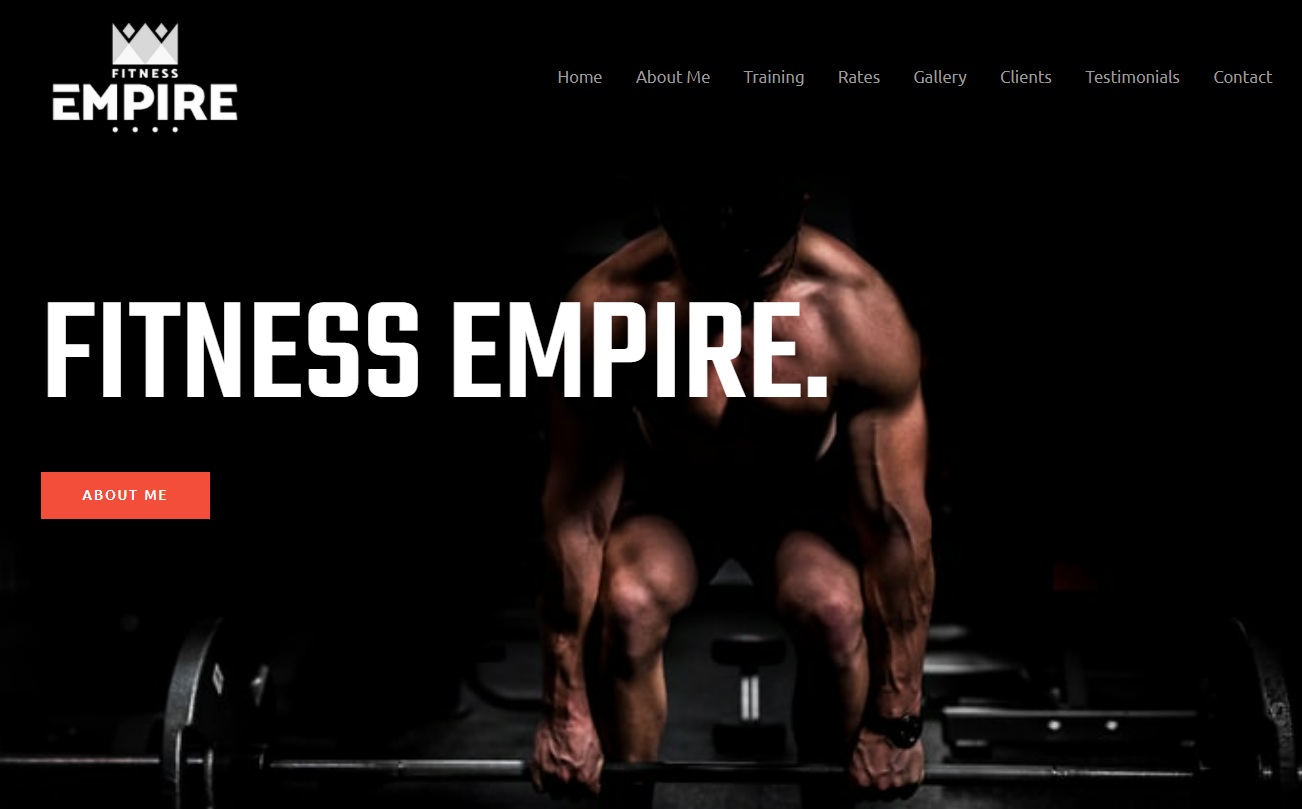 FITNESS
EMPIRE
Home About Me Training Rates Gallery Clients Testimonials Contact
FITNESS EMPIRE.
ABOUT ME